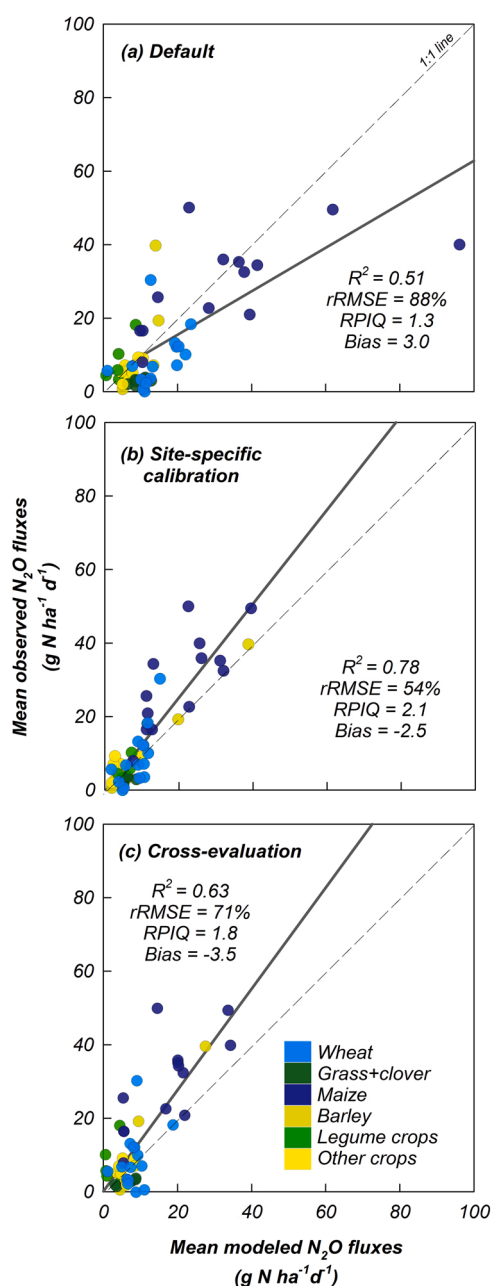 Mean observed N2O fluxes
(g N ha-1 d-1)
100
80
60
40
20
0
(a) Default
1:1 line
R2 = 0.51
rRMSE = 88%
RPIQ = 1.3
Bias = 3.0
100
80
60
40
20
0
(b) Site-specific
calibration
R2 = 0.78
rRMSE = 54%
RPIQ = 2.1
Bias = -2.5
100
80
60
40
20
0
(c) Cross-evaluation
R2 = 0.63
rRMSE = 71%
RPIQ = 1.8
Bias = -3.5
Wheat
Grass+clover
Maize
Barley
Legume crops
Other crops
0 20 40 60 80 100
Mean modeled N2O fluxes
(g N ha-1d-1)